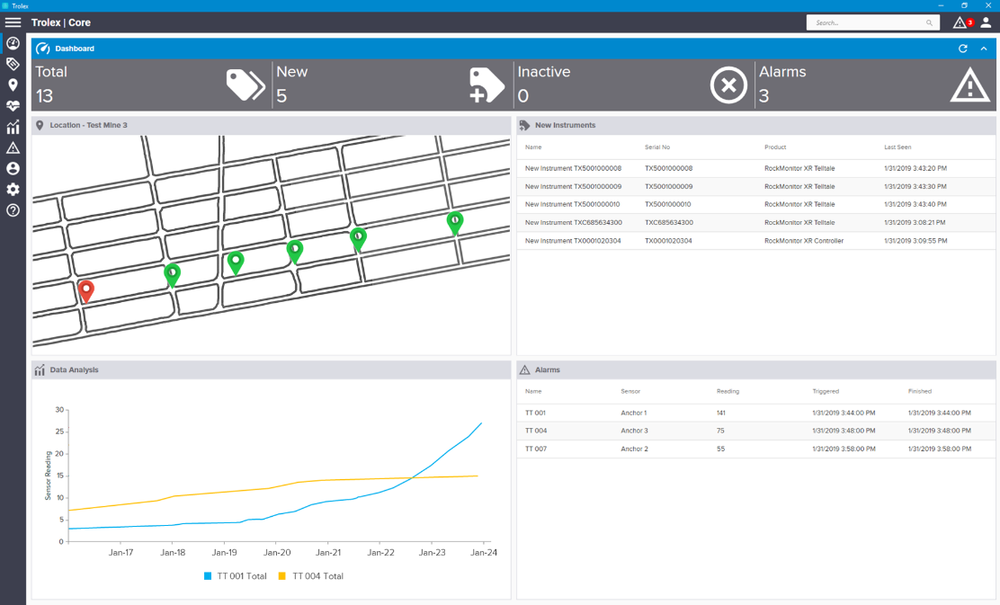 Trolex
Trolex | Core
Search...
3
Dashboard
Total
13
New
5
Inactive
0
Alarms
3
Location - Test Mine 3
New Instruments
Name Serial No Product Last Seen
New Instrument TX5001000008 TX5001000008 RockMonitor XR Telltale 1/31/2019 3:43:20 PM
New Instrument TX5001000009 TX5001000009 RockMonitor XR Telltale 1/31/2019 3:43:30 PM
New Instrument TX5001000010 TX5001000010 RockMonitor XR Telltale 1/31/2019 3:43:40 PM
New Instrument TXC685634300 TXC685634300 RockMonitor XR Telltale 1/31/2019 3:08:21 PM
New Instrument TX0001020304 TX0001020304 RockMonitor XR Controller 1/31/2019 3:09:55 PM
Data Analysis
Sensor Reading
30
25
20
15
10
5
0
Jan-17 Jan-18 Jan-19 Jan-20 Jan-21 Jan-22 Jan-23 Jan-24
TT 001 Total TT 004 Total
Alarms
Name Sensor Reading Triggered Finished
TT 001 Anchor 1 141 1/31/2019 3:44:00 PM 1/31/2019 3:44:00 PM
TT 004 Anchor 3 75 1/31/2019 3:48:00 PM 1/31/2019 3:48:00 PM
TT 007 Anchor 2 55 1/31/2019 3:58:00 PM 1/31/2019 3:58:00 PM